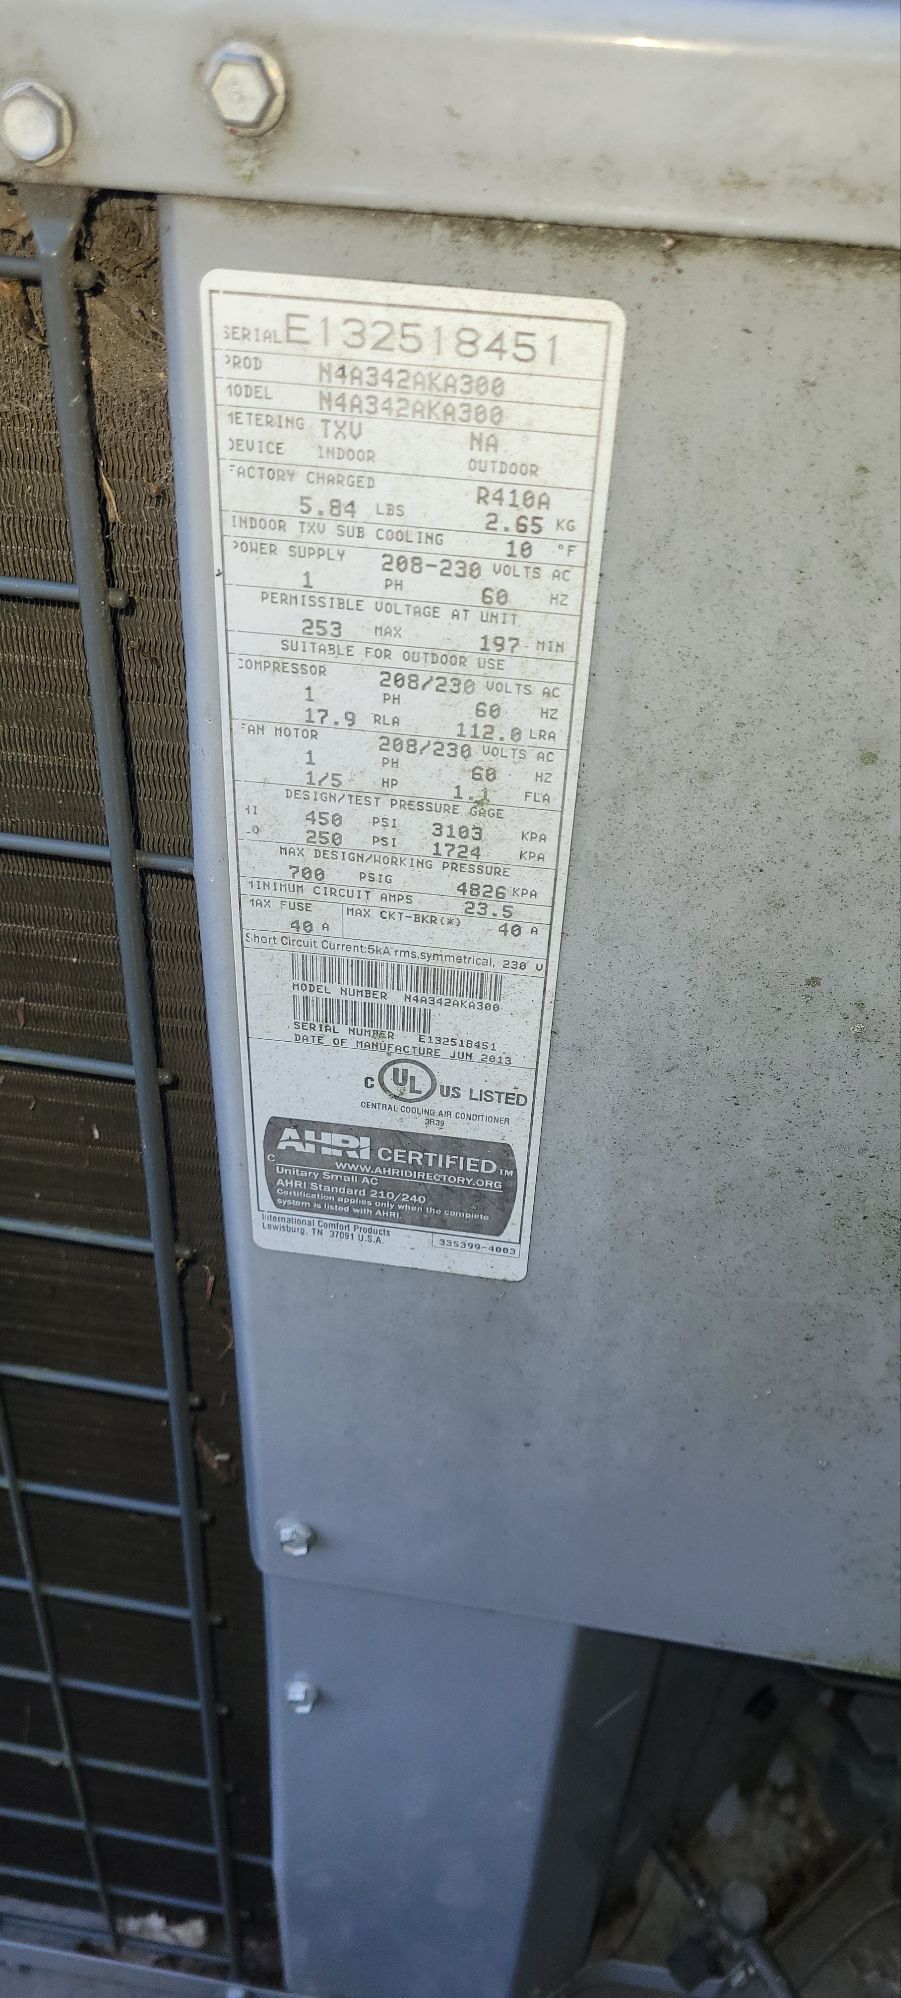 SERIAL E132518451
PROD N4A342AKA300
MODEL N4A342AKA300
METERING TXV NA
DEVICE INDOOR OUTDOOR
FACTORY CHARGED R410A
5.84 LBS 2.65 KG
INDOOR TXV SUB COOLING 10 °F
POWER SUPPLY 208-230 VOLTS AC
1 PH 60 HZ
PERMISSIBLE VOLTAGE AT UNIT
253 MAX 197 MIN
SUITABLE FOR OUTDOOR USE
COMPRESSOR 208/230 VOLTS AC
1 PH 60 HZ
17.9 RLA 112.0 LRA
FAN MOTOR 208/230 VOLTS AC
1 PH 60 HZ
1/5 HP 1.1 FLA
DESIGN/TEST PRESSURE GAGE
HI 450 PSI 3103 KPA
LO 250 PSI 1724 KPA
MAX DESIGN/WORKING PRESSURE
700 PSIG 4826 KPA
MINIMUM CIRCUIT AMPS 23.5
MAX FUSE MAX CKT-BKR(*)
40 A 40 A
Short Circuit Current:5kA rms,symmetrical, 230 V
MODEL NUMBER N4A342AKA300
SERIAL NUMBER E132518451
DATE OF MANUFACTURE JUN 2013
C UL US LISTED
CENTRAL COOLING AIR CONDITIONER
3R39
AHRI CERTIFIED™
C WWW.AHRIDIRECTORY.ORG
Unitary Small AC
AHRI Standard 210/240
Certification applies only when the complete
system is listed with AHRI.
International Comfort Products
Lewisburg, TN 37091 U.S.A.
335399-4003